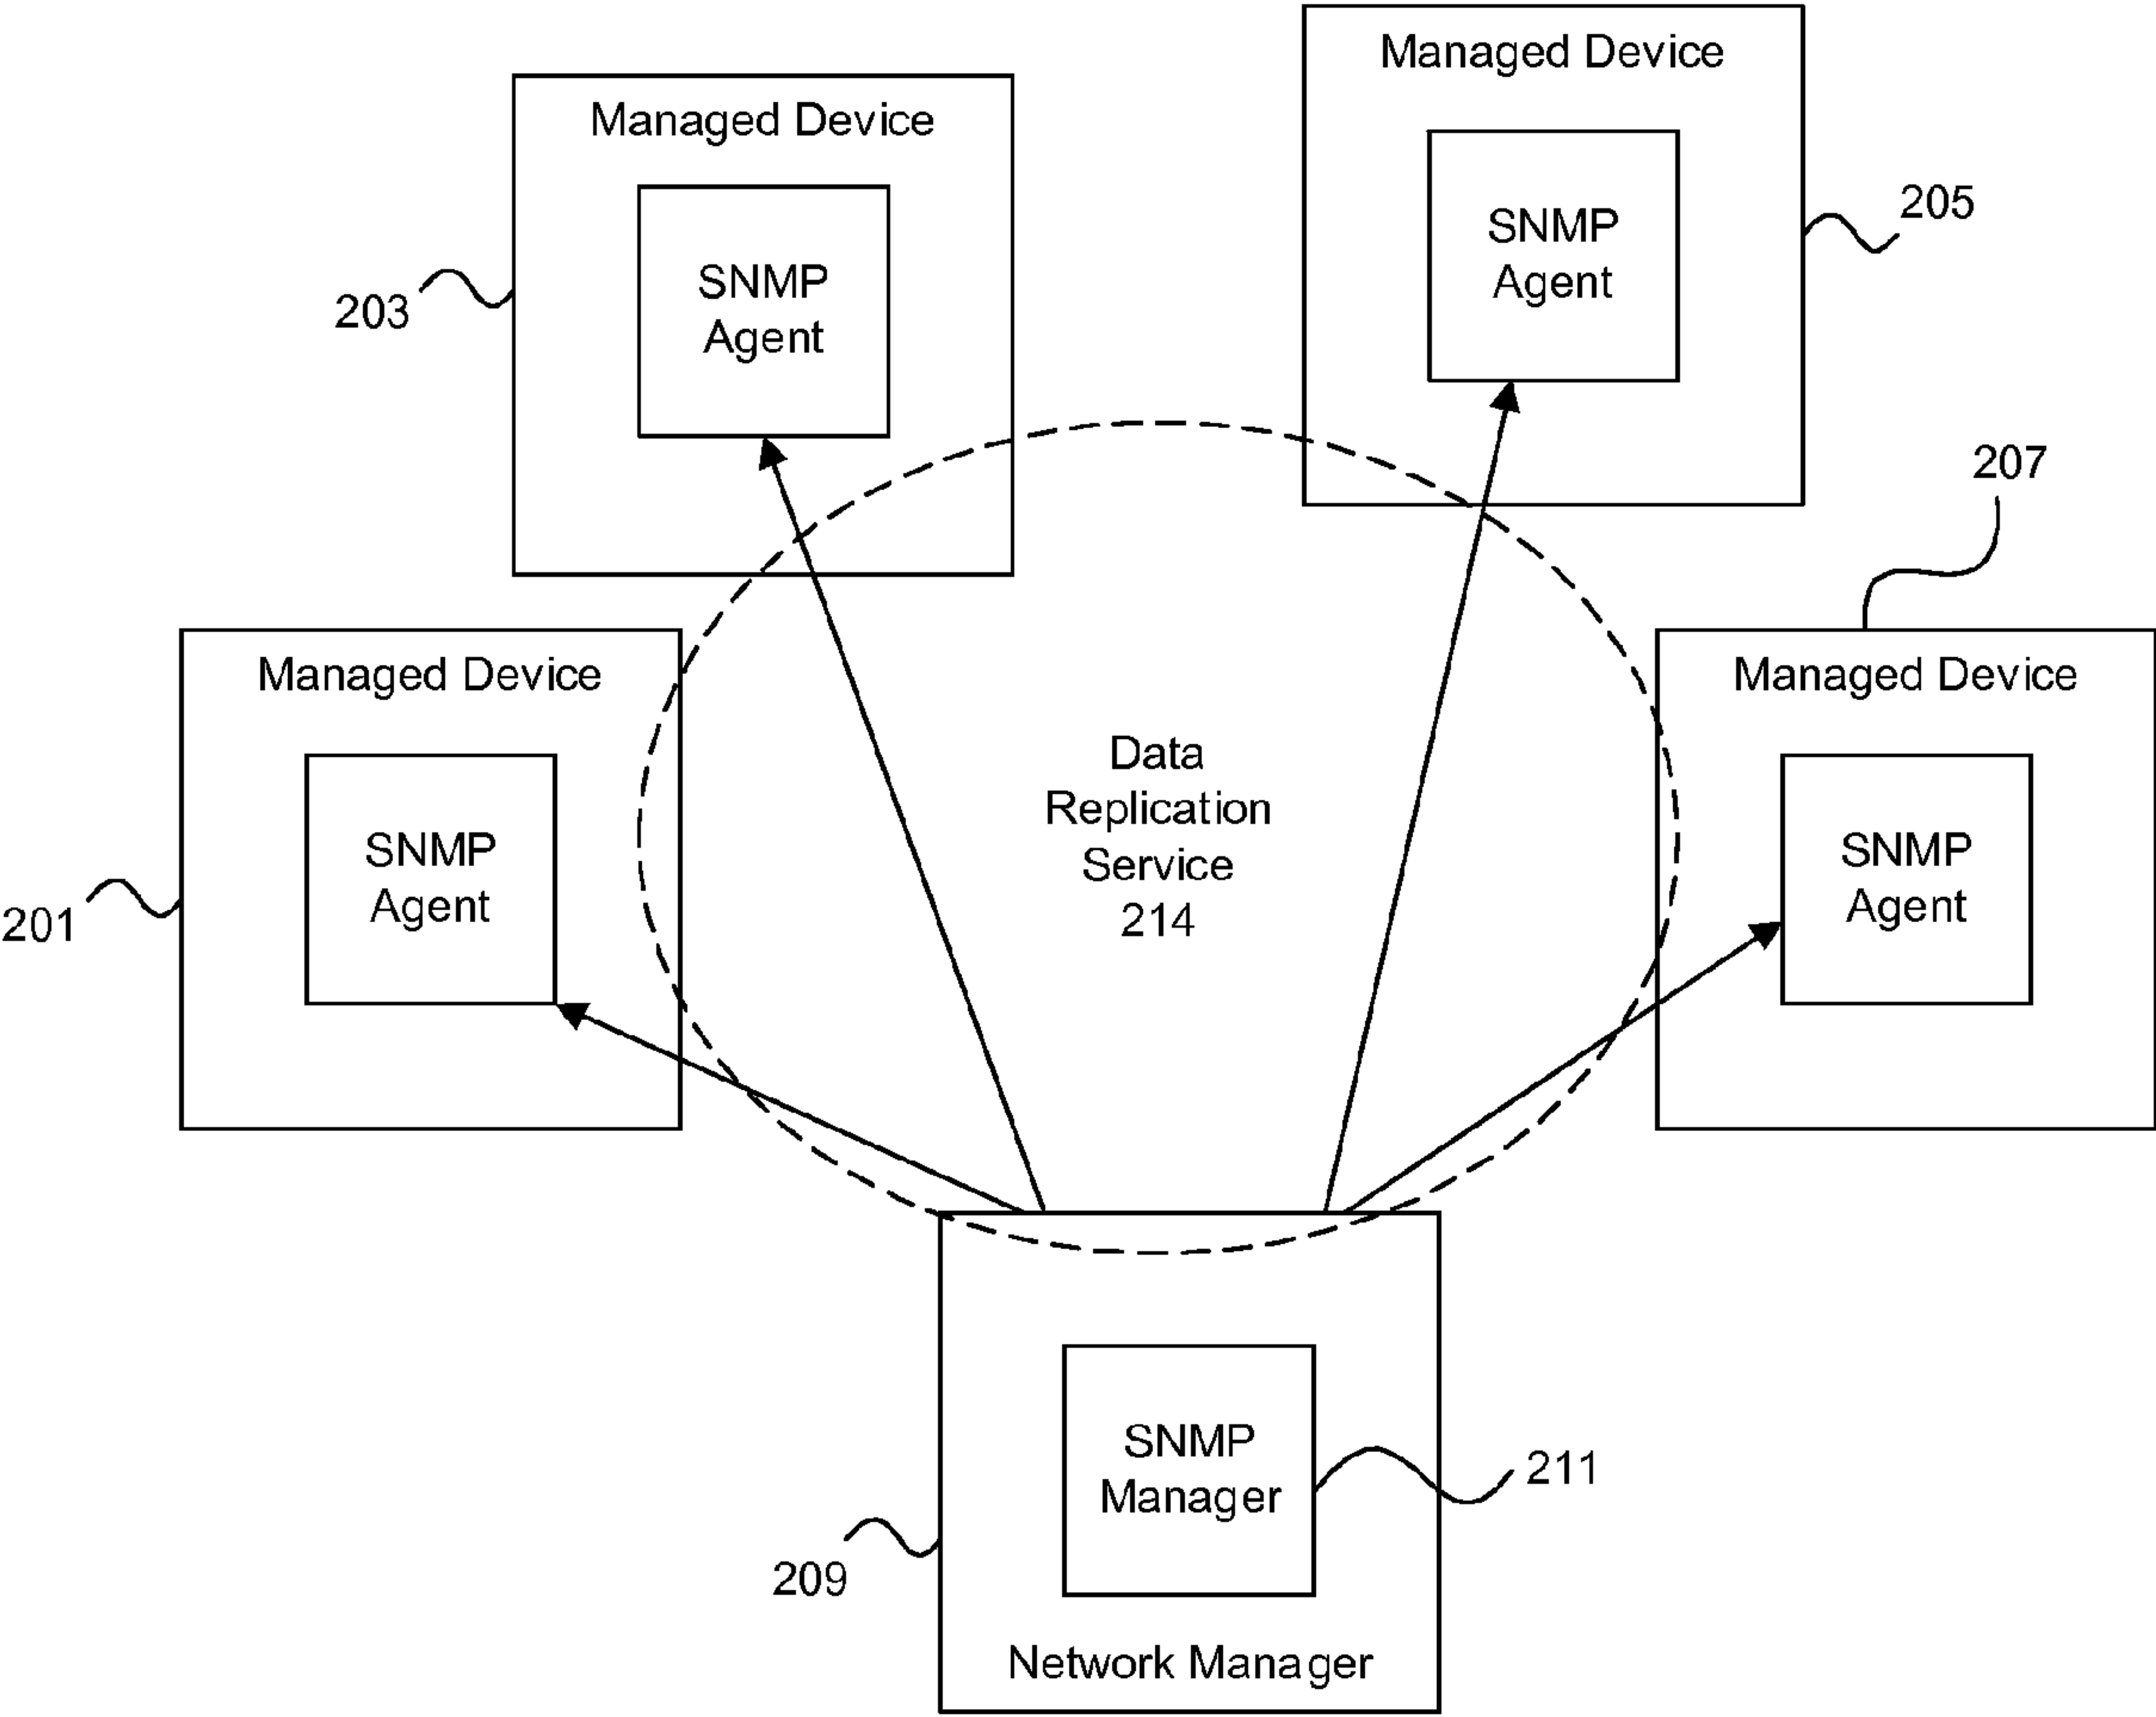 Managed Device
SNMP
Agent
205
Managed Device
SNMP
Agent
203
207
Managed Device
SNMP
Agent
201
Data
Replication
Service
214
Managed Device
SNMP
Agent
SNMP
Manager
211
209
Network Manager